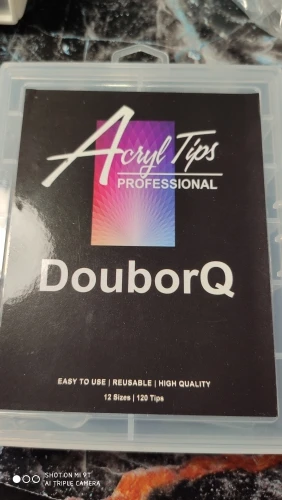 Acryl Tips
PROFESSIONAL
DouborQ
EASY TO USE | REUSABLE | HIGH QUALITY
12 Sizes | 120 Tips
SHOT ON MI 9T
AI TRIPLE CAMERA